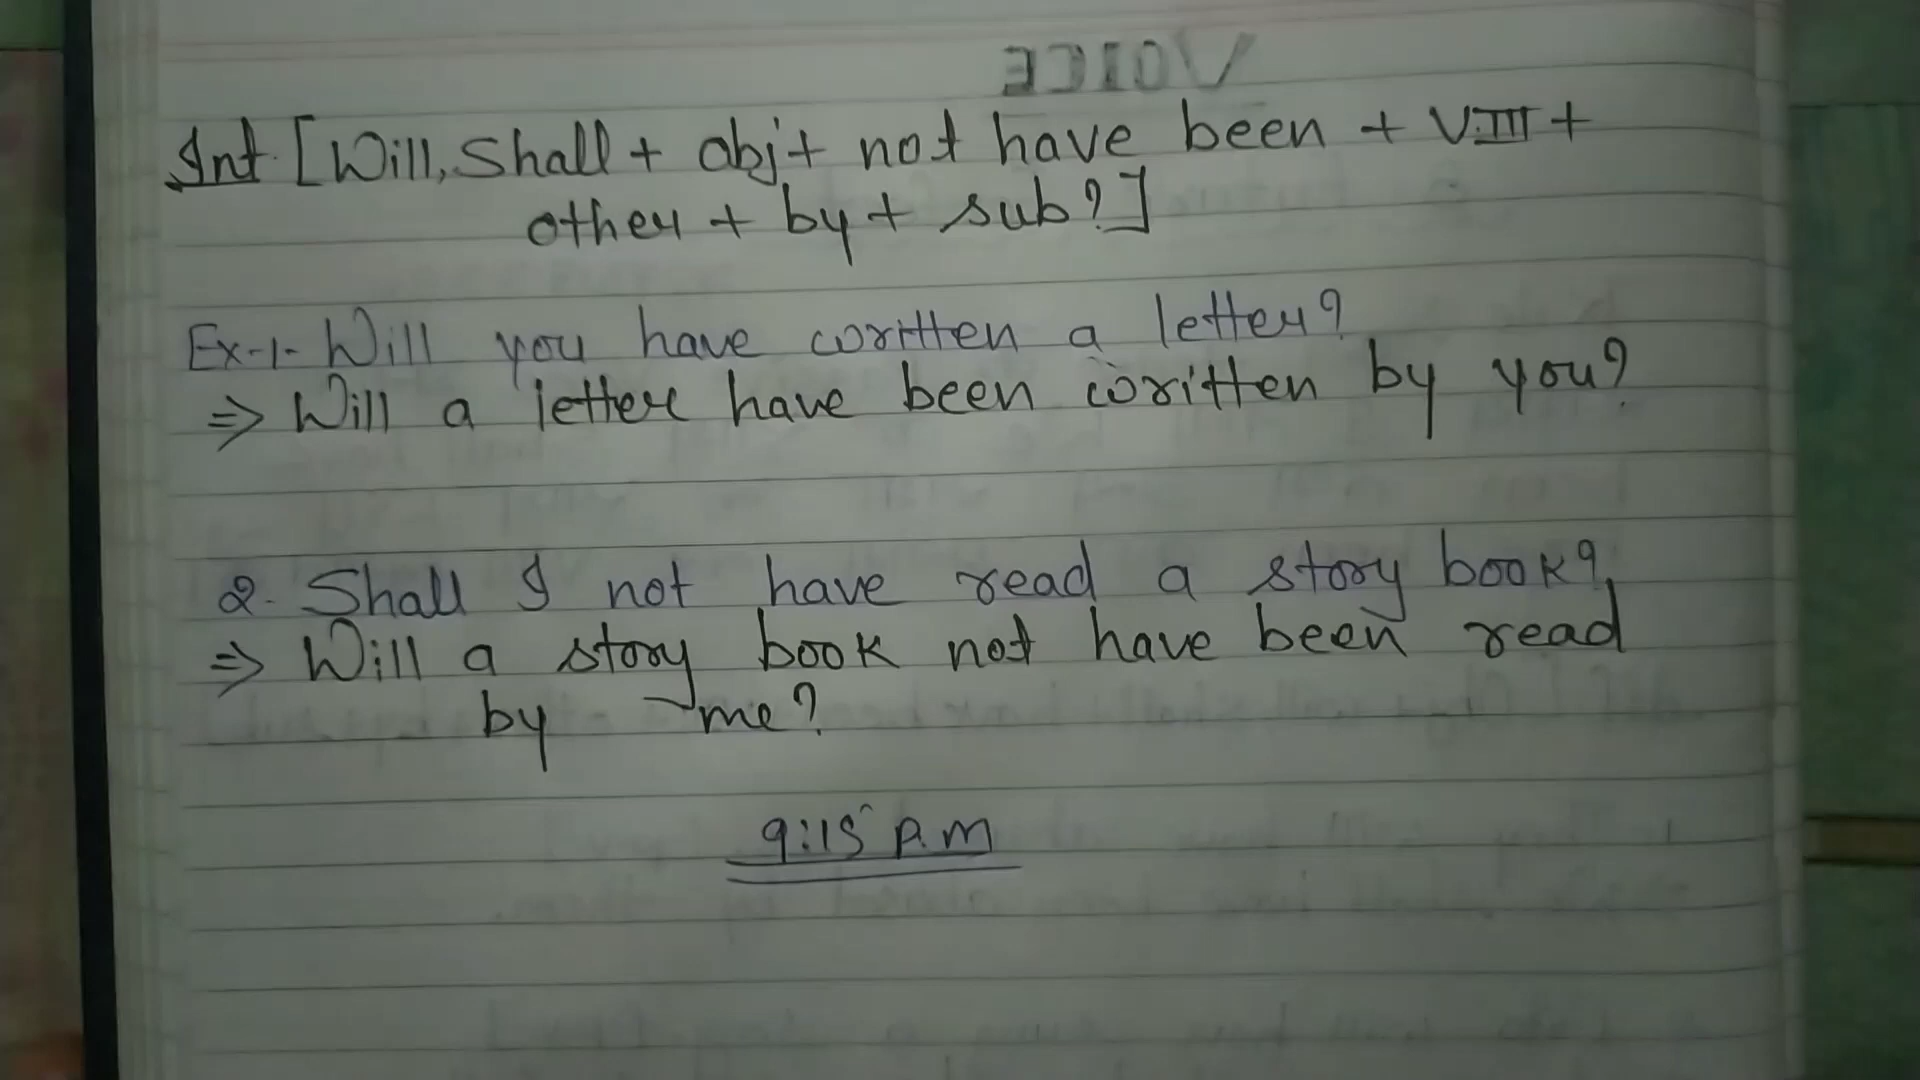 VOICE
Int [Will, Shall + obj + not have been + V.III +
other + by + sub?]
Ex-1- Will you have written a letter?
⇒ Will a letter have been written by you?
2. Shall I not have read a story book?
⇒ Will a story book not have been read
by me?
9:15 P.M